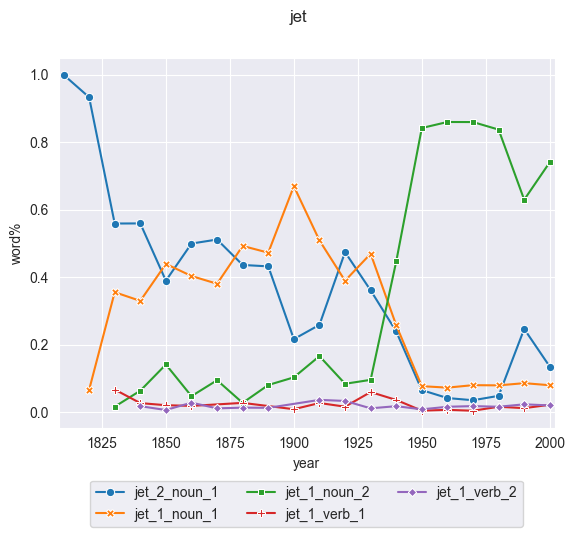 jet
1.0
0.8
0.6
0.4
0.2
0.0
word%
1825 1850 1875 1900 1925 1950 1975 2000
year
jet_2_noun_1 jet_1_noun_2 jet_1_verb_2
jet_1_noun_1 jet_1_verb_1